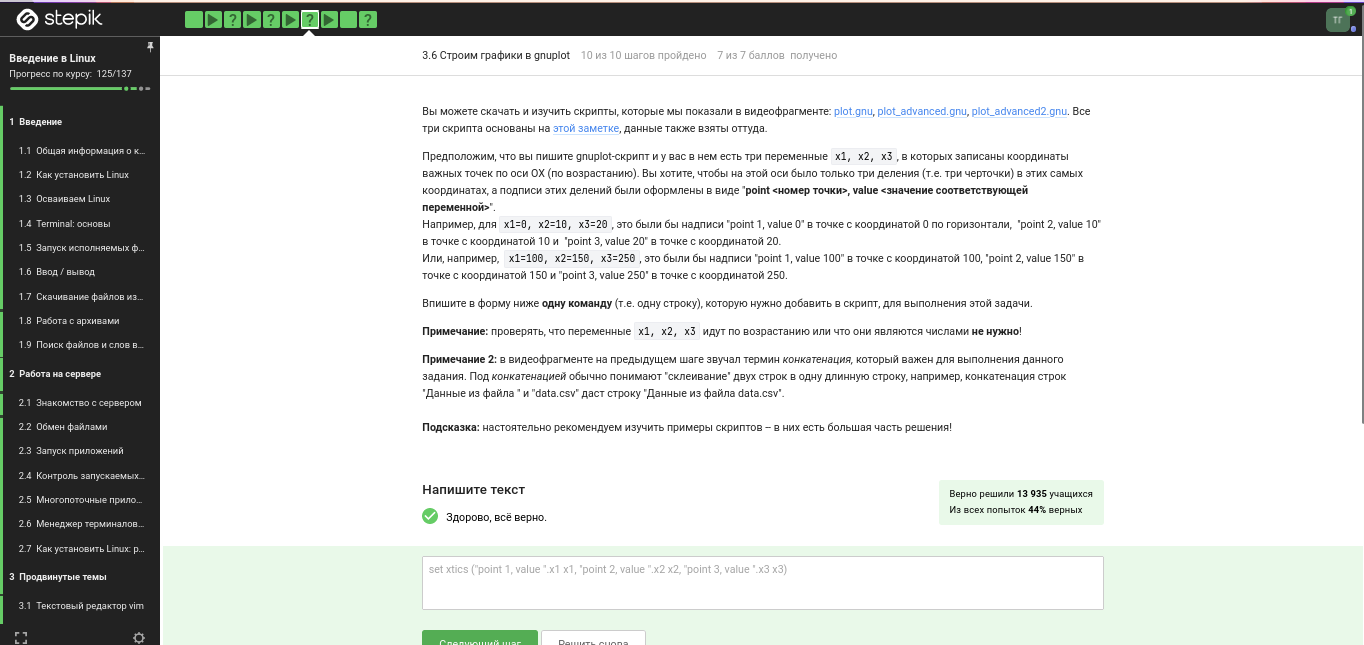 stepik
? ? ? ?
ТГ 1
Введение в Linux
Прогресс по курсу: 125/137
1 Введение
1.1 Общая информация о к...
1.2 Как установить Linux
1.3 Осваиваем Linux
1.4 Terminal: основы
1.5 Запуск исполняемых ф...
1.6 Ввод / вывод
1.7 Скачивание файлов из...
1.8 Работа с архивами
1.9 Поиск файлов и слов в...
2 Работа на сервере
2.1 Знакомство с сервером
2.2 Обмен файлами
2.3 Запуск приложений
2.4 Контроль запускаемых...
2.5 Многопоточные прило...
2.6 Менеджер терминалов...
2.7 Как установить Linux: р...
3 Продвинутые темы
3.1 Текстовый редактор vim
3.6 Строим графики в gnuplot 10 из 10 шагов пройдено 7 из 7 баллов получено
Вы можете скачать и изучить скрипты, которые мы показали в видеофрагменте: plot.gnu, plot_advanced.gnu, plot_advanced2.gnu. Все
три скрипта основаны на этой заметке, данные также взяты оттуда.
Предположим, что вы пишите gnuplot-скрипт и у вас в нем есть три переменные x1, x2, x3, в которых записаны координаты
важных точек по оси OX (по возрастанию). Вы хотите, чтобы на этой оси было только три деления (т.е. три черточки) в этих самых
координатах, а подписи этих делений были оформлены в виде "point <номер точки>, value <значение соответствующей
переменной>".
Например, для x1=0, x2=10, x3=20, это были бы надписи "point 1, value 0" в точке с координатой 0 по горизонтали, "point 2, value 10"
в точке с координатой 10 и "point 3, value 20" в точке с координатой 20.
Или, например, x1=100, x2=150, x3=250, это были бы надписи "point 1, value 100" в точке с координатой 100, "point 2, value 150" в
точке с координатой 150 и "point 3, value 250" в точке с координатой 250.
Впишите в форму ниже одну команду (т.е. одну строку), которую нужно добавить в скрипт, для выполнения этой задачи.
Примечание: проверять, что переменные x1, x2, x3 идут по возрастанию или что они являются числами не нужно!
Примечание 2: в видеофрагменте на предыдущем шаге звучал термин конкатенация, который важен для выполнения данного
задания. Под конкатенацией обычно понимают "склеивание" двух строк в одну длинную строку, например, конкатенация строк
"Данные из файла " и "data.csv" даст строку "Данные из файла data.csv".
Подсказка: настоятельно рекомендуем изучить примеры скриптов – в них есть большая часть решения!
Напишите текст
Здорово, всё верно.
Верно решили 13 935 учащихся
Из всех попыток 44% верных
set xtics ("point 1, value ".x1 x1, "point 2, value ".x2 x2, "point 3, value ".x3 x3)
Следующий шаг Решить снова